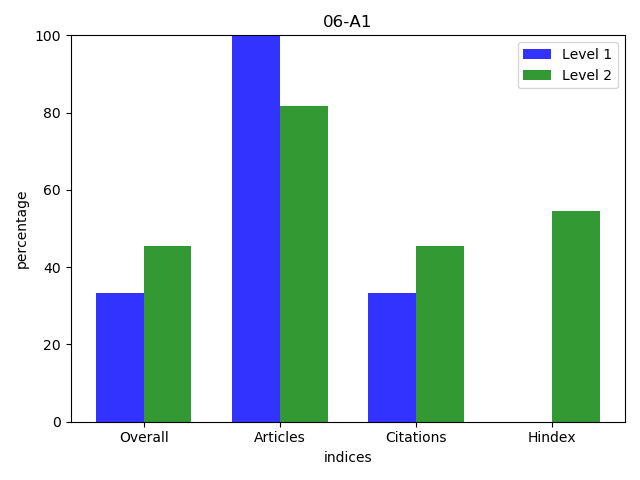 06-A1
Level 1
Level 2
percentage
100
80
60
40
20
0
Overall
Articles
Citations
Hindex
indices